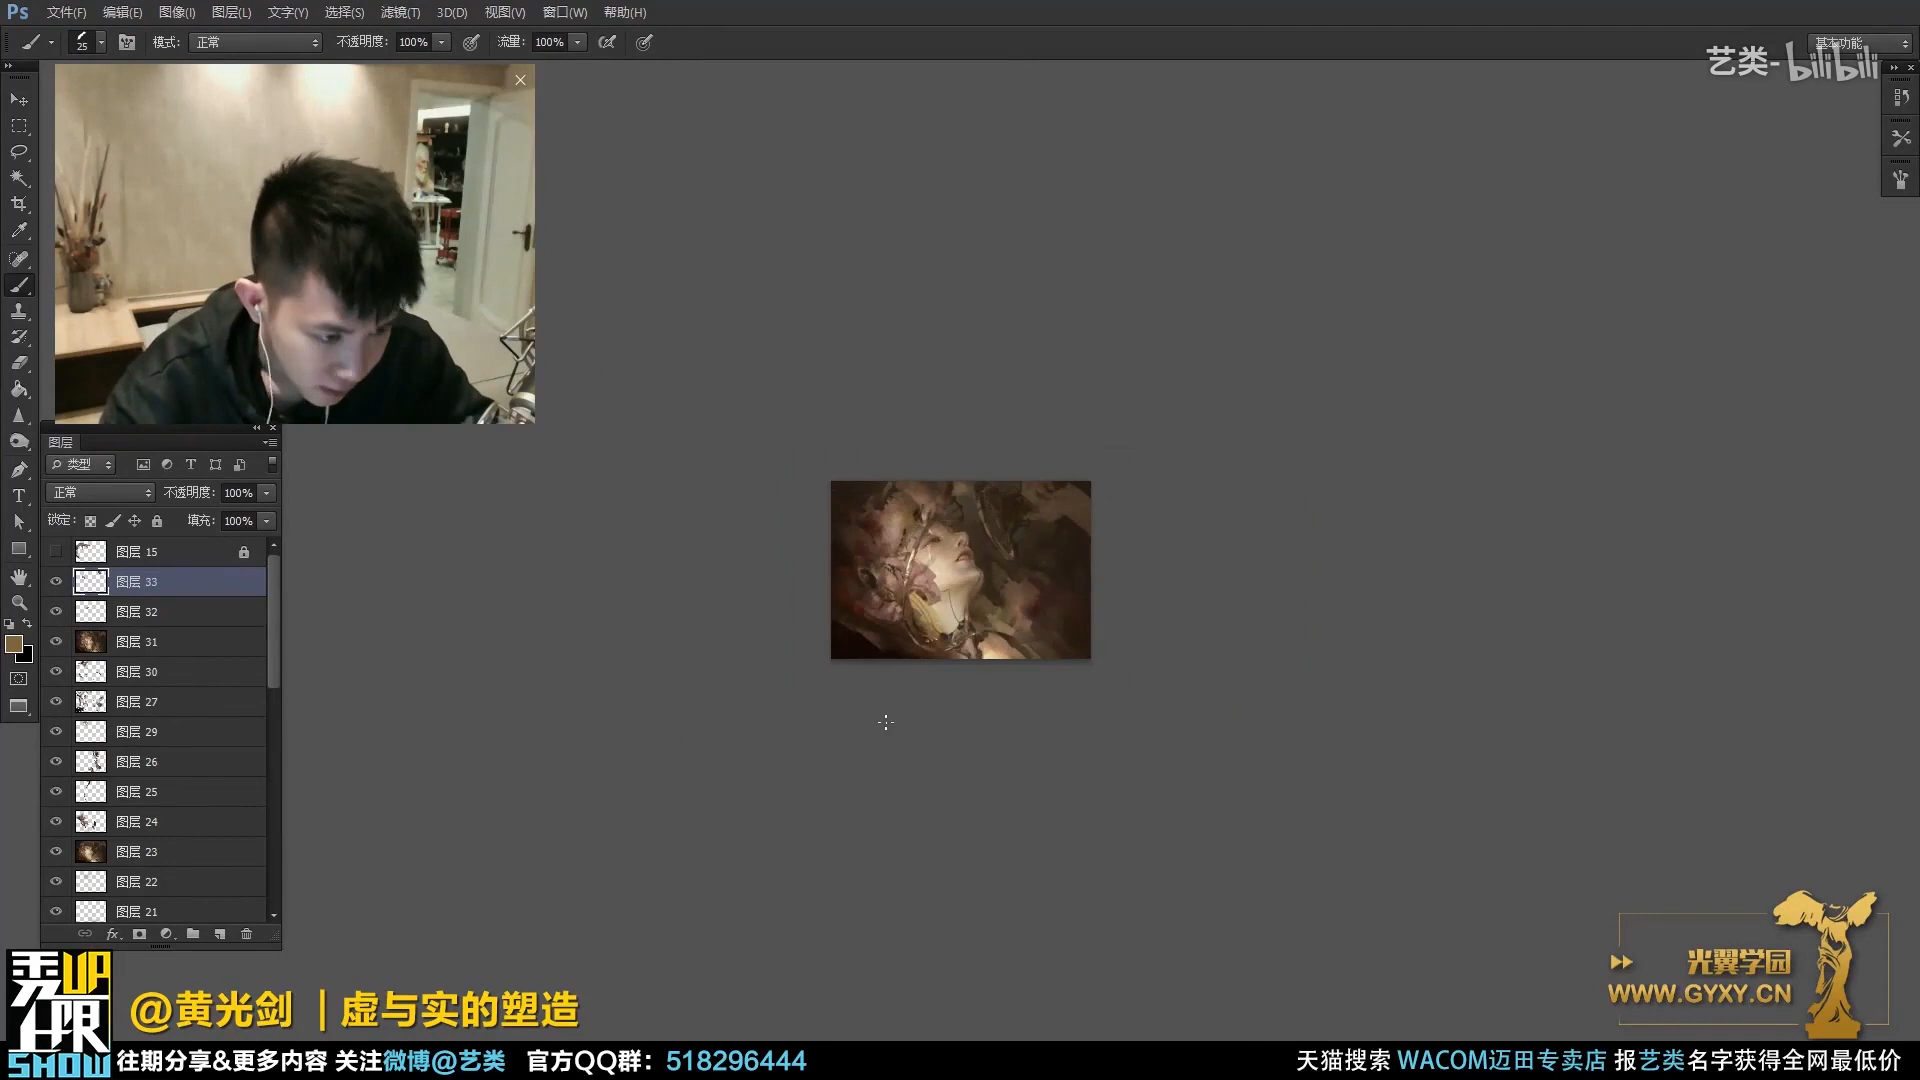 Ps 文件(F) 编辑(E) 图像(I) 图层(L) 文字(Y) 选择(S) 滤镜(T) 3D(D) 视图(V) 窗口(W) 帮助(H)
25 模式: 正常 不透明度: 100% 流量: 100% 基本功能
艺类-bilibili
图层
类型
正常 不透明度: 100%
锁定: 填充: 100%
图层 15
图层 33
图层 32
图层 31
图层 30
图层 27
图层 29
图层 26
图层 25
图层 24
图层 23
图层 22
图层 21
光翼学园
WWW.GYXY.CN
UP
SHOW
@黄光剑 | 虚与实的塑造
往期分享&更多内容 关注微博@艺类 官方QQ群: 518296444
天猫搜索 WACOM迈田专卖店 报艺类名字获得全网最低价